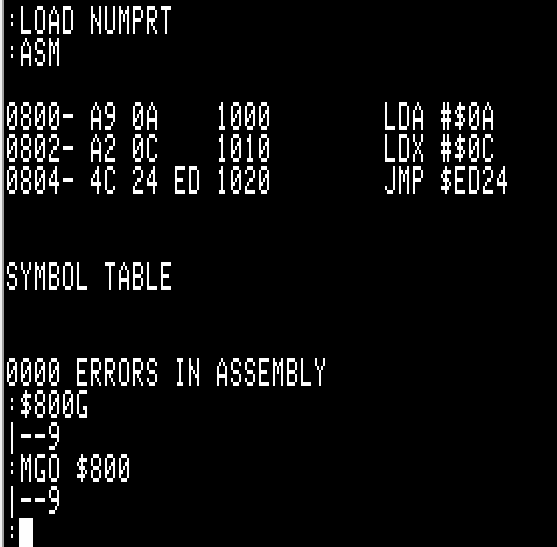 :LOAD NUMPRT
:ASM
0800- A9 0A    1000        LDA #$0A
0802- A2 0C    1010        LDX #$0C
0804- 4C 24 ED 1020        JMP $ED24
SYMBOL TABLE
0000 ERRORS IN ASSEMBLY
:$800G
|--9
:MGO $800
|--9
: